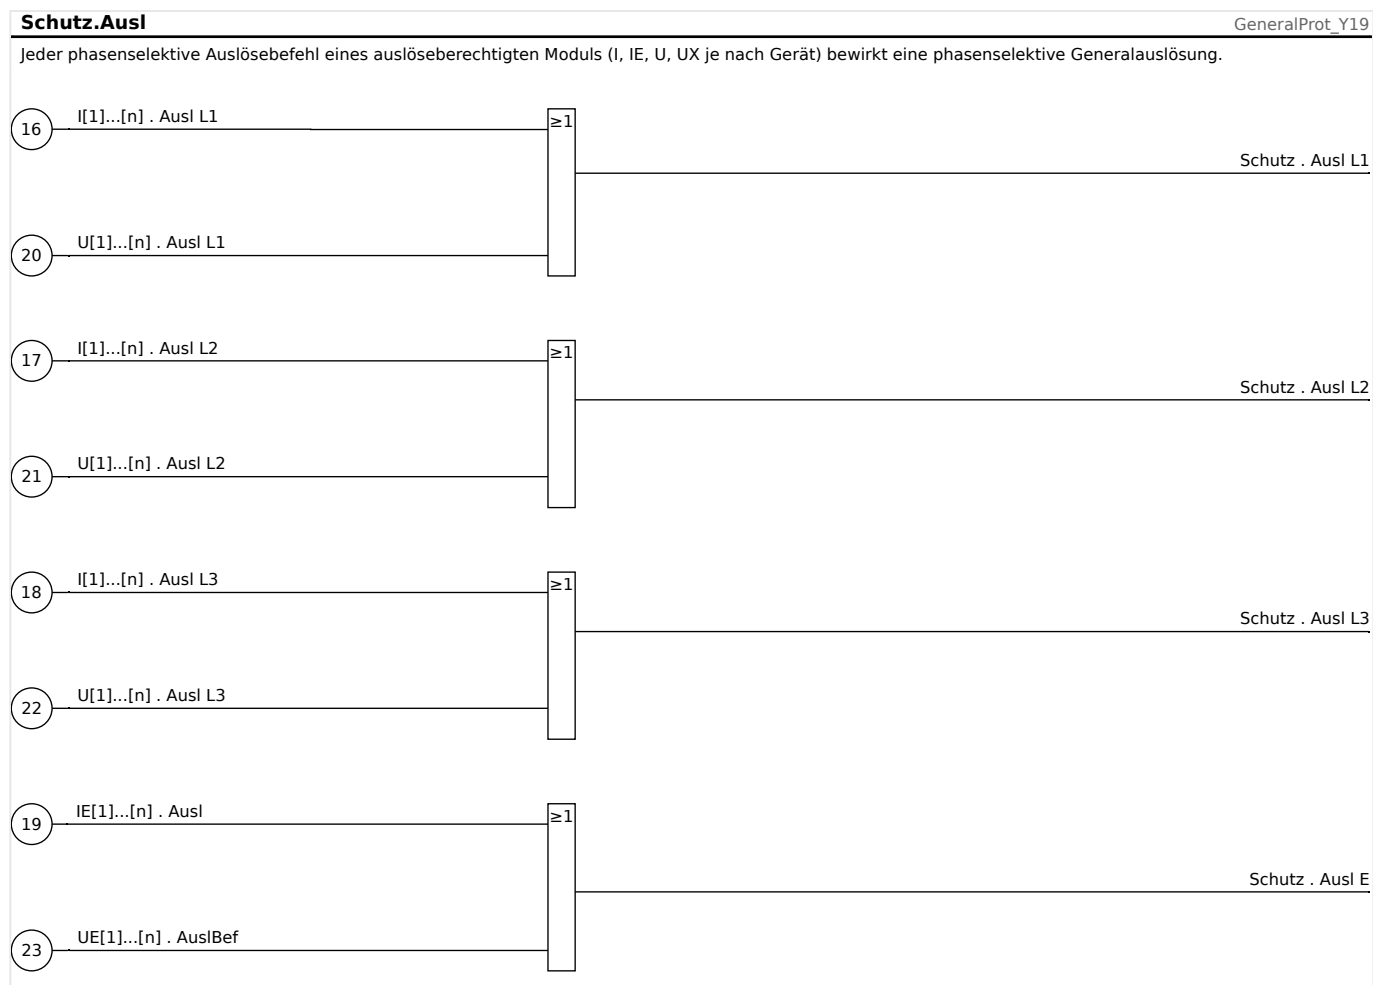 Schutz.Ausl
GeneralProt_Y19
Jeder phasenselektive Auslösebefehl eines auslöseberechtigten Moduls (I, IE, U, UX je nach Gerät) bewirkt eine phasenselektive Generalauslösung.
16 I[1]...[n] . Ausl L1
≥1
Schutz . Ausl L1
20 U[1]...[n] . Ausl L1
17 I[1]...[n] . Ausl L2
≥1
Schutz . Ausl L2
21 U[1]...[n] . Ausl L2
18 I[1]...[n] . Ausl L3
≥1
Schutz . Ausl L3
22 U[1]...[n] . Ausl L3
19 IE[1]...[n] . Ausl
≥1
Schutz . Ausl E
23 UE[1]...[n] . AuslBef